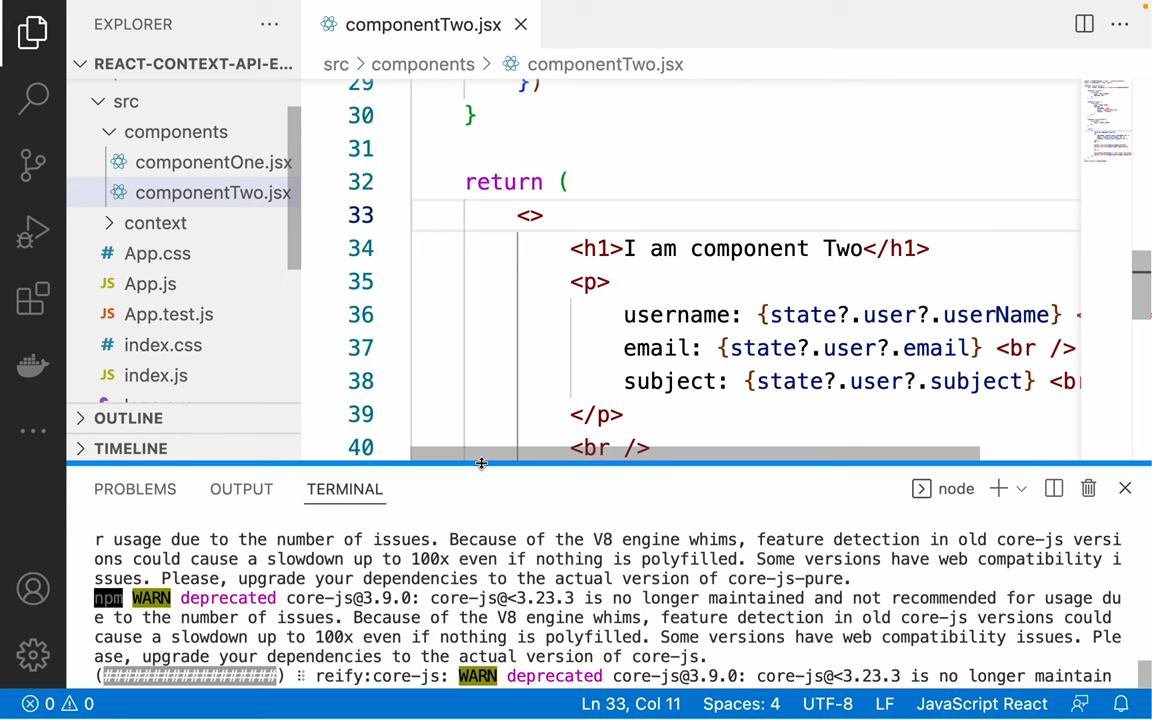 EXPLORER
componentTwo.jsx
REACT-CONTEXT-API-E...
src
components
componentOne.jsx
componentTwo.jsx
context
App.css
App.js
App.test.js
index.css
index.js
OUTLINE
TIMELINE
src > components > componentTwo.jsx
29 })
30 }
31
32 return (
33 <>
34 <h1>I am component Two</h1>
35 <p>
36 username: {state?.user?.userName} <
37 email: {state?.user?.email} <br />
38 subject: {state?.user?.subject} <br
39 </p>
40 <br />
PROBLEMS OUTPUT TERMINAL node
r usage due to the number of issues. Because of the V8 engine whims, feature detection in old core-js versi
ons could cause a slowdown up to 100x even if nothing is polyfilled. Some versions have web compatibility i
ssues. Please, upgrade your dependencies to the actual version of core-js-pure.
npm WARN deprecated core-js@3.9.0: core-js@<3.23.3 is no longer maintained and not recommended for usage du
e to the number of issues. Because of the V8 engine whims, feature detection in old core-js versions could
cause a slowdown up to 100x even if nothing is polyfilled. Some versions have web compatibility issues. Ple
ase, upgrade your dependencies to the actual version of core-js.
(##################) ⠸ reify:core-js: WARN deprecated core-js@3.9.0: core-js@<3.23.3 is no longer maintain
0 0 Ln 33, Col 11 Spaces: 4 UTF-8 LF JavaScript React